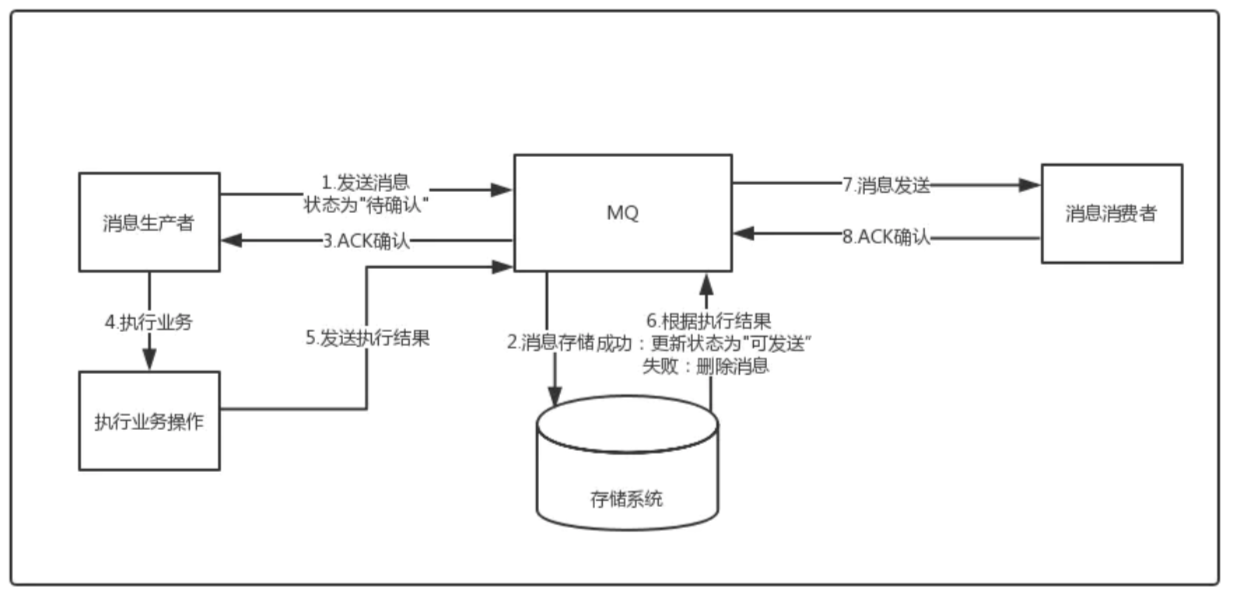 1.发送消息
状态为"待确认"
消息生产者
MQ
7.消息发送
消息消费者
3.ACK确认
8.ACK确认
4.执行业务
5.发送执行结果
2.消息存储
6.根据执行结果
成功：更新状态为"可发送”
失败：删除消息
执行业务操作
存储系统